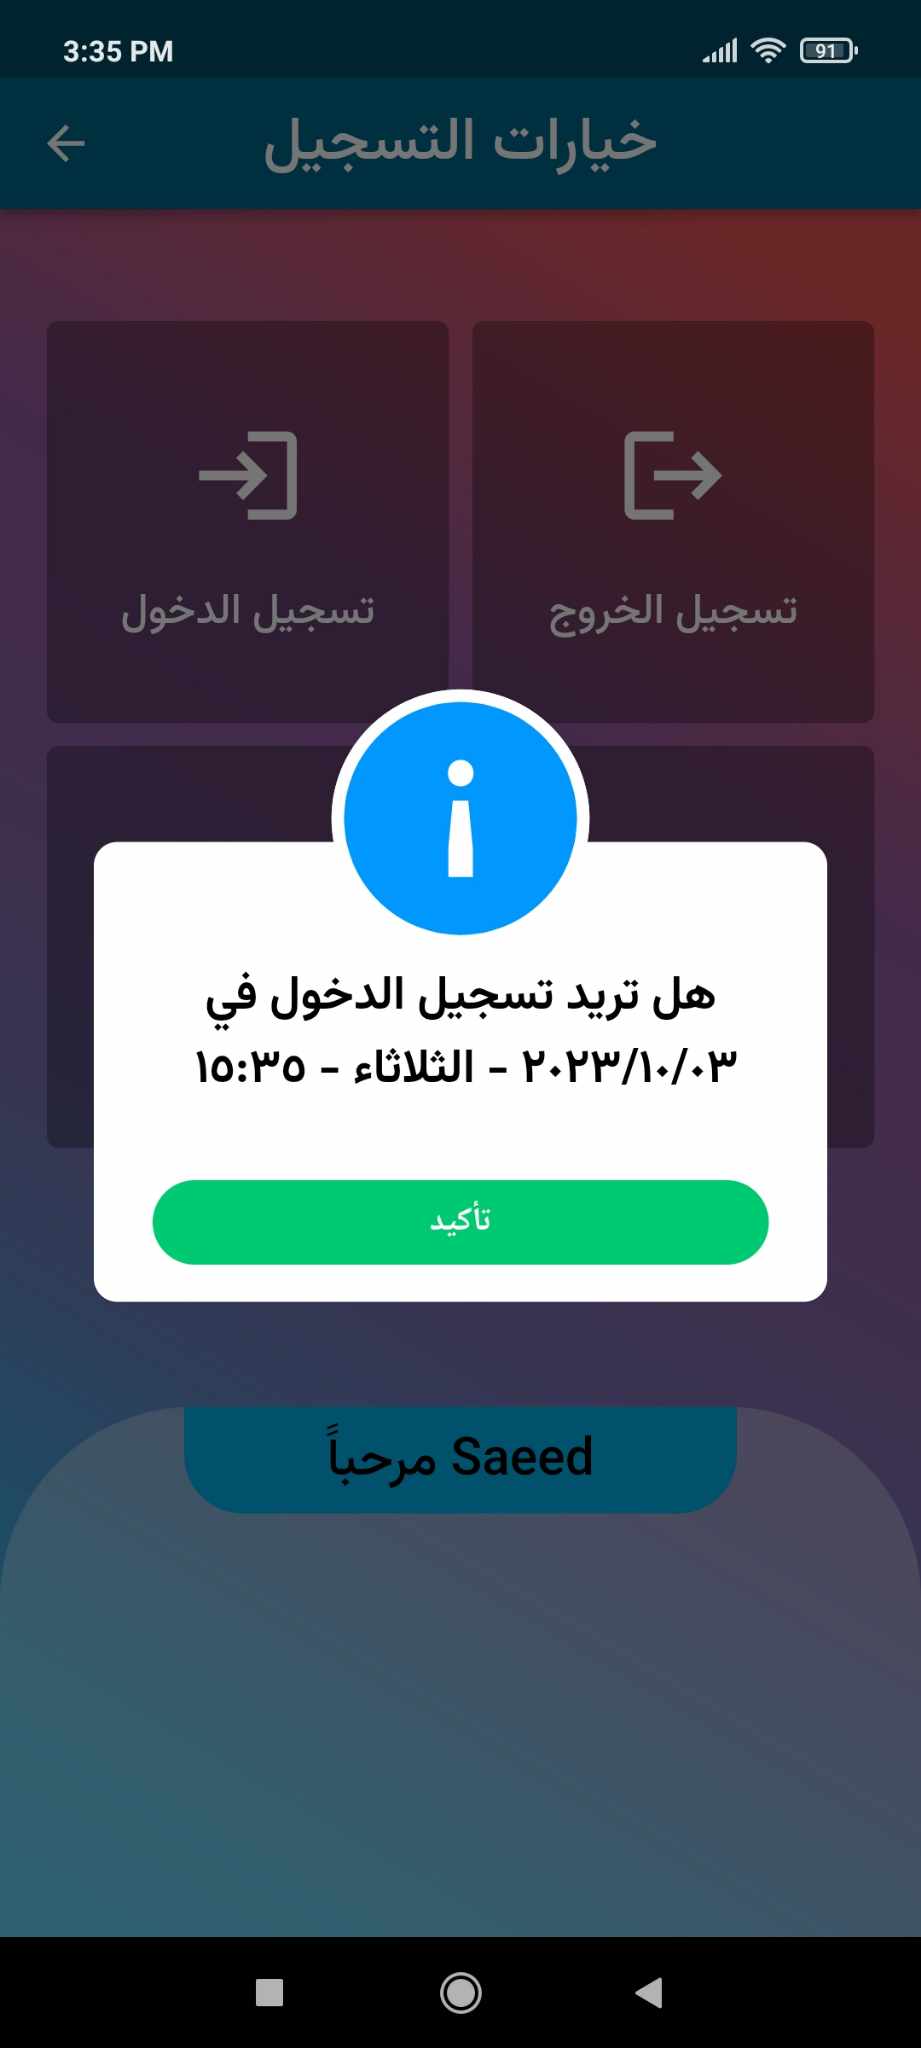 3:35 PM
91
خيارات التسجيل
تسجيل الخروج
تسجيل الدخول
هل تريد تسجيل الدخول في
٢٠٢٣/١٠/٠٣ - الثلاثاء - ١٥:٣٥
تأكيد
مرحباً Saeed